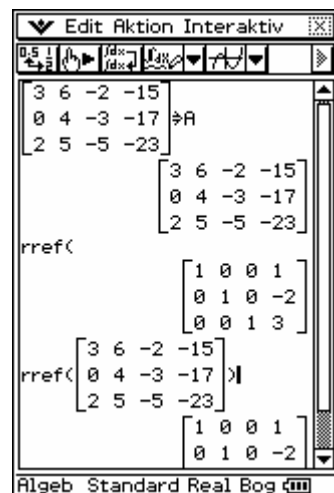 Edit Aktion Interaktiv
3 6 -2 -15
0 4 -3 -17 ⇒A
2 5 -5 -23
3 6 -2 -15
0 4 -3 -17
2 5 -5 -23
rref(
1 0 0 1
0 1 0 -2
0 0 1 3
3 6 -2 -15
rref( 0 4 -3 -17 )
2 5 -5 -23
1 0 0 1
0 1 0 -2
Algeb Standard Real Bog